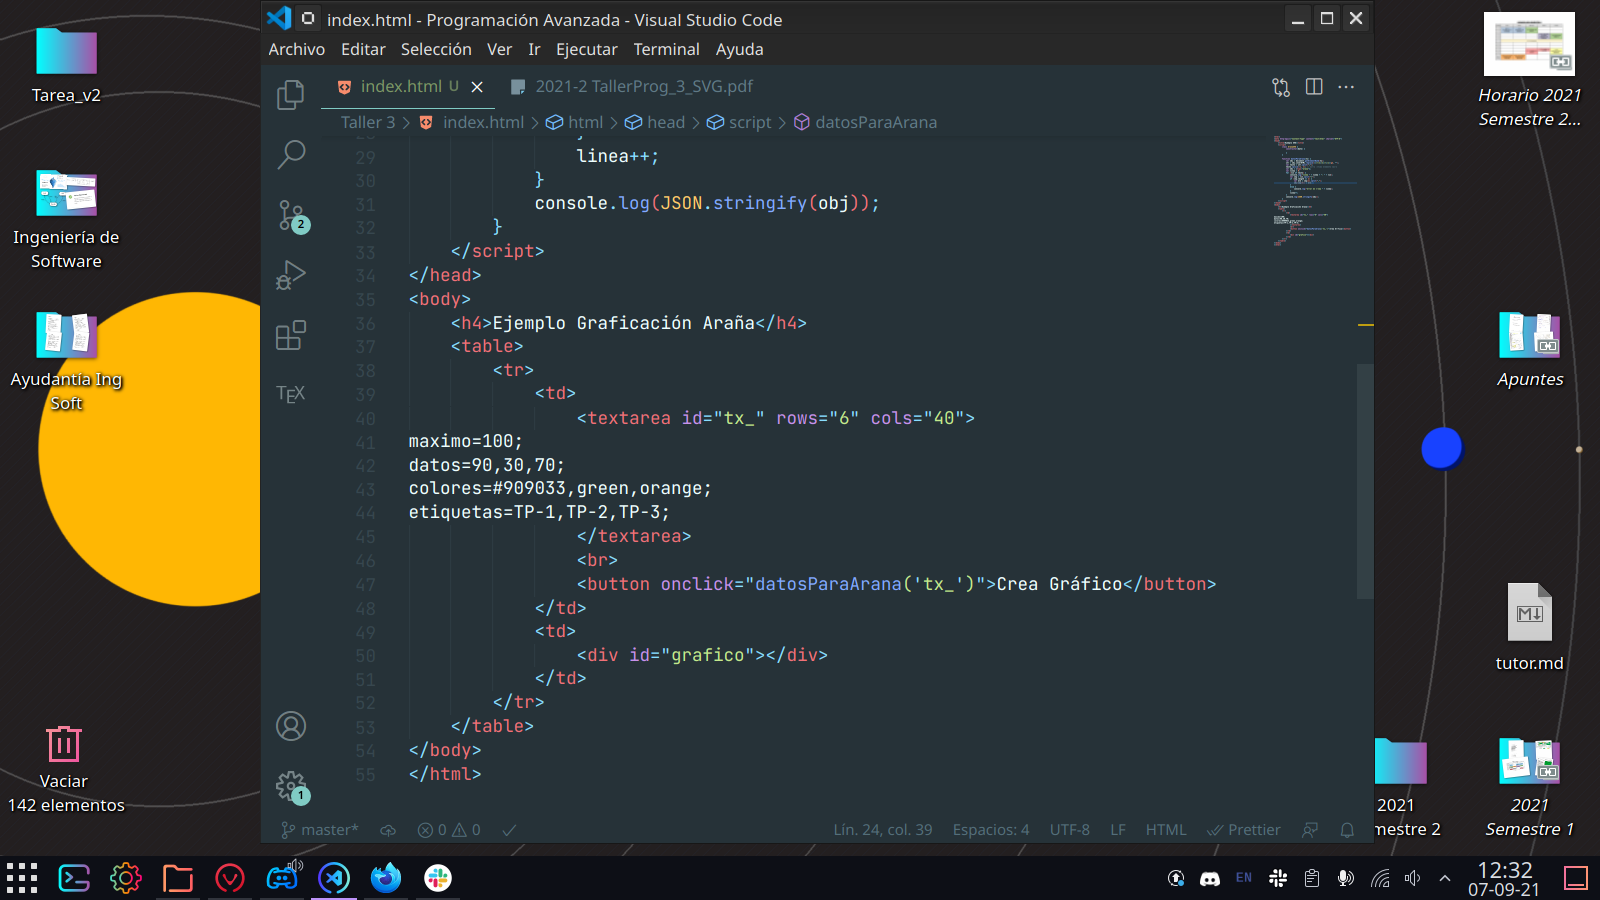 index.html - Programación Avanzada - Visual Studio Code
Archivo Editar Selección Ver Ir Ejecutar Terminal Ayuda
index.html U
2021-2 TallerProg_3_SVG.pdf
Taller 3 > index.html > html > head > script > datosParaArana
29 linea++;
30 }
31 console.log(JSON.stringify(obj));
32 }
33 </script>
34 </head>
35 <body>
36 <h4>Ejemplo Graficación Araña</h4>
37 <table>
38 <tr>
39 <td>
40 <textarea id="tx_" rows="6" cols="40">
41 maximo=100;
42 datos=90,30,70;
43 colores=#909033,green,orange;
44 etiquetas=TP-1,TP-2,TP-3;
45 </textarea>
46 <br>
47 <button onclick="datosParaArana('tx_')">Crea Gráfico</button>
48 </td>
49 <td>
50 <div id="grafico"></div>
51 </td>
52 </tr>
53 </table>
54 </body>
55 </html>
TEX
2
1
master* 0 0 Lín. 24, col. 39 Espacios: 4 UTF-8 LF HTML Prettier
Tarea_v2
Ingeniería de
Software
Ayudantía Ing
Soft
Vaciar
142 elementos
Horario 2021
Semestre 2...
Apuntes
tutor.md
2021
mestre 2
2021
Semestre 1
EN
12:32
07-09-21